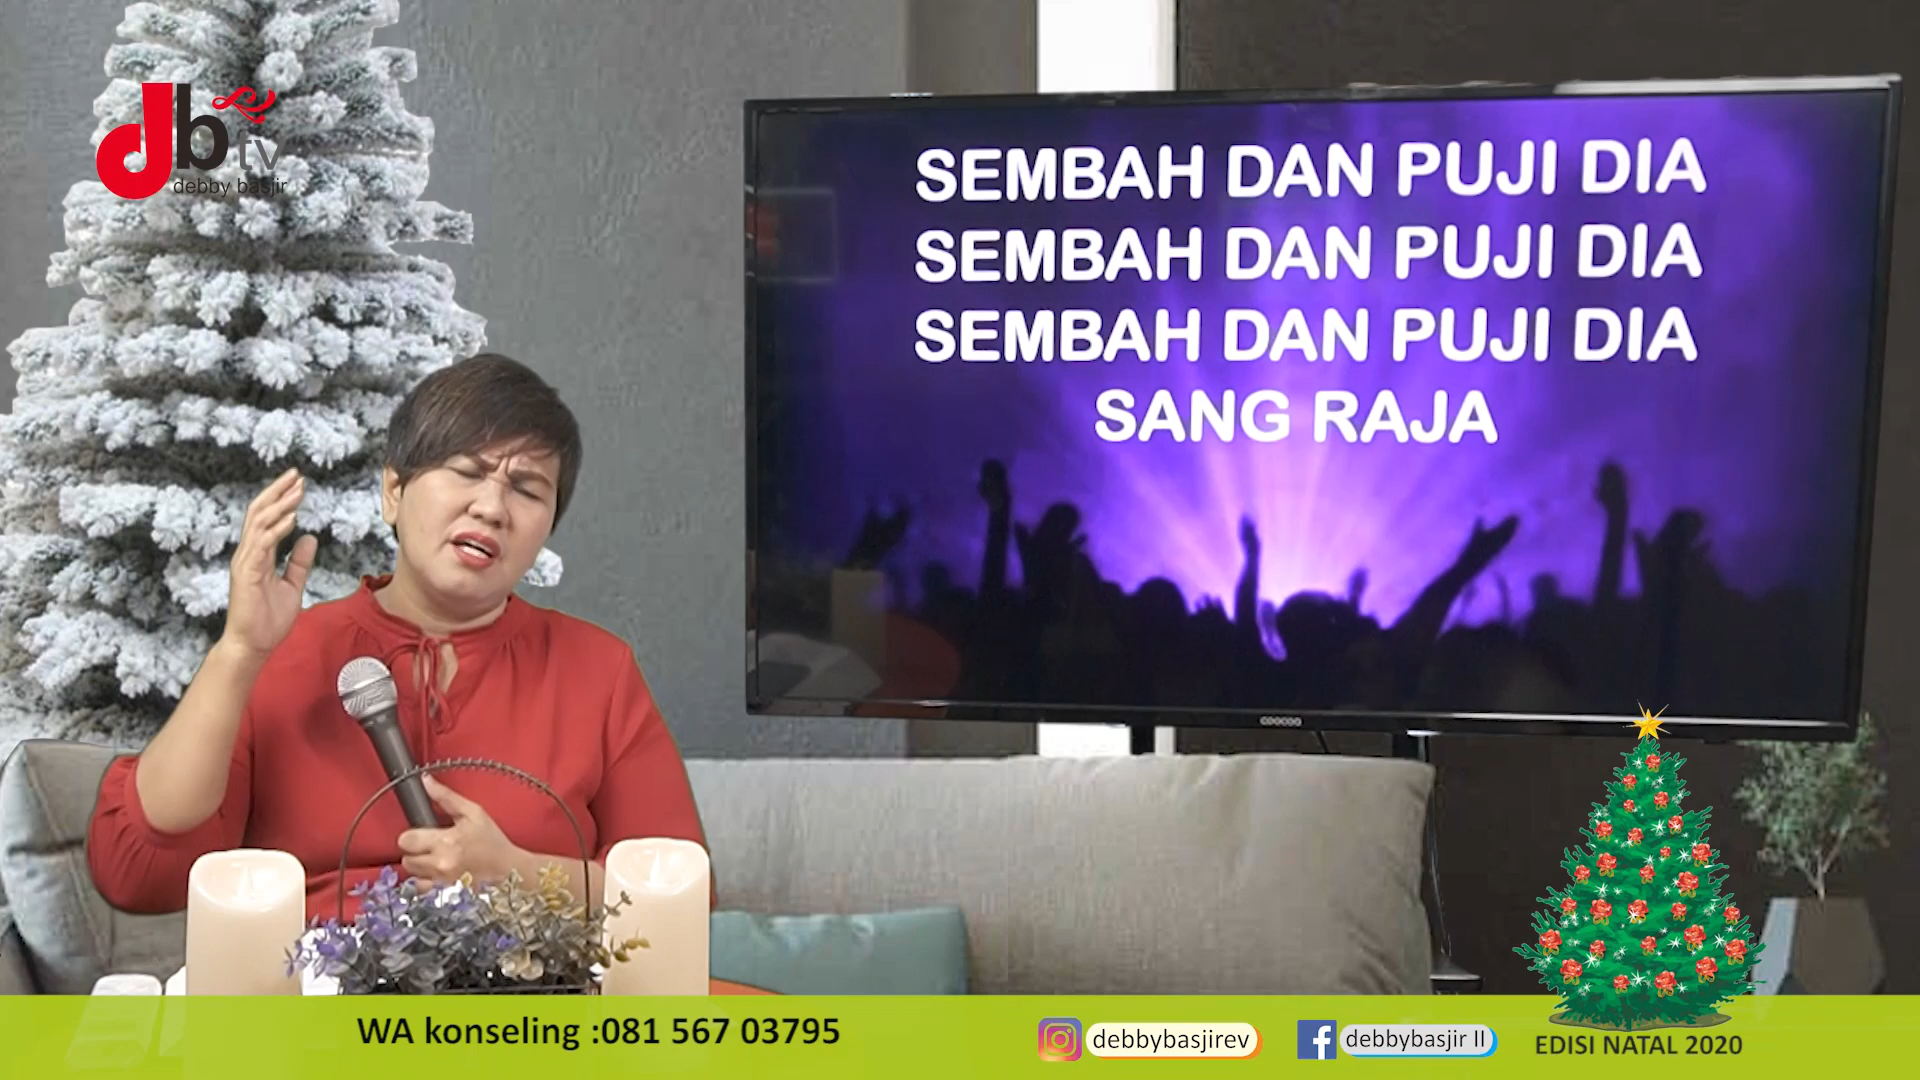 db tv
debby basjir
SEMBAH DAN PUJI DIA
SEMBAH DAN PUJI DIA
SEMBAH DAN PUJI DIA
SANG RAJA
WA konseling :081 567 03795
debbybasjirev
debbybasjir II
EDISI NATAL 2020